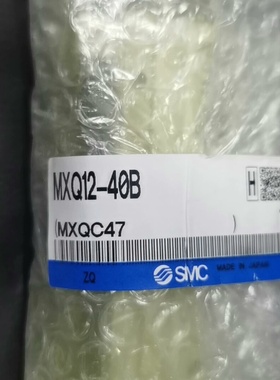 MXQ12-40B
H
(MXQC47 )
ZQ
SMC
MADE IN JAPAN